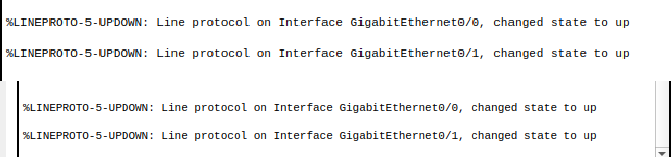 %LINEPROTO-5-UPDOWN: Line protocol on Interface GigabitEthernet0/0, changed state to up
%LINEPROTO-5-UPDOWN: Line protocol on Interface GigabitEthernet0/1, changed state to up
%LINEPROTO-5-UPDOWN: Line protocol on Interface GigabitEthernet0/0, changed state to up
%LINEPROTO-5-UPDOWN: Line protocol on Interface GigabitEthernet0/1, changed state to up